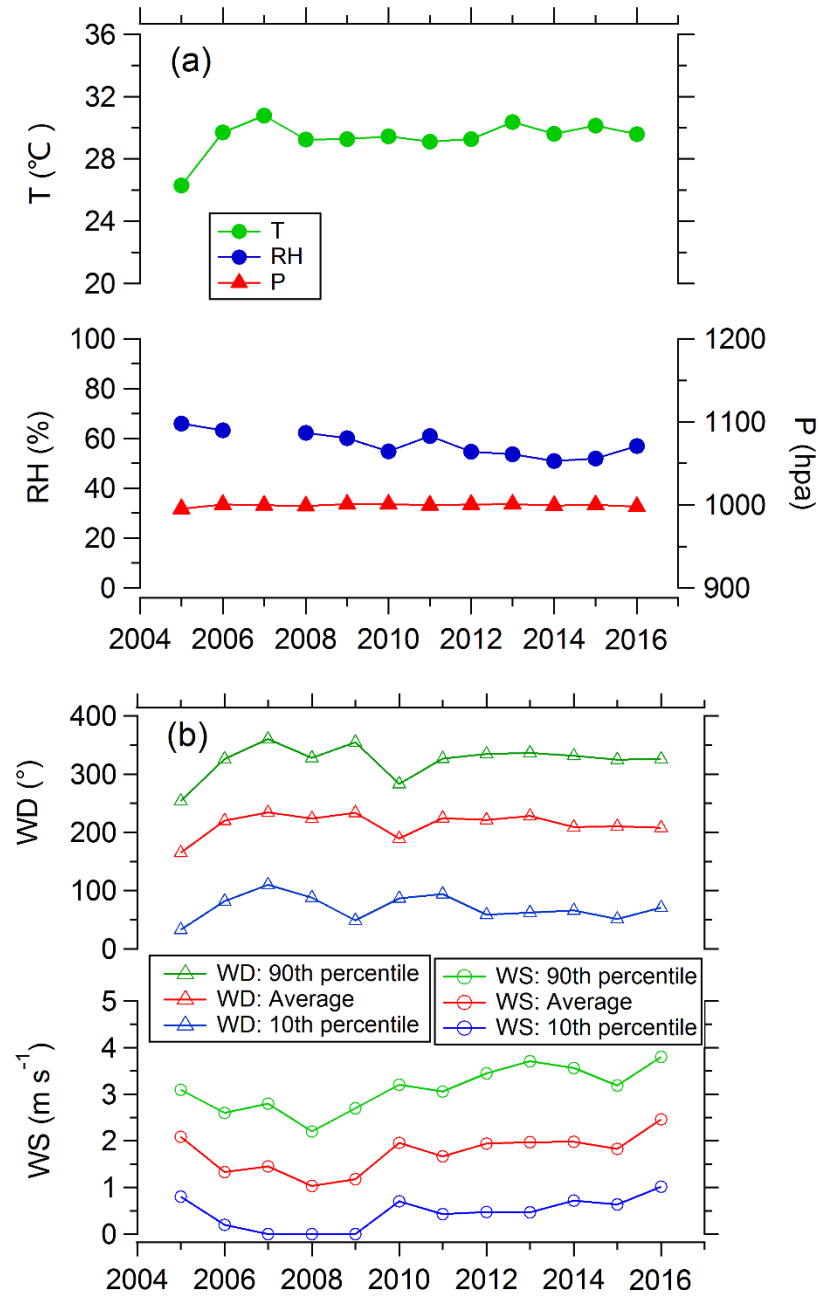 (a)
36
32
28
24
20
T (℃)
T
RH
P
100
80
60
40
20
0
RH (%)
1200
1100
1000
900
P (hpa)
2004 2006 2008 2010 2012 2014 2016
(b)
400
300
200
100
0
WD (°)
WD: 90th percentile
WD: Average
WD: 10th percentile
WS: 90th percentile
WS: Average
WS: 10th percentile
5
4
3
2
1
0
WS (m s⁻¹)
2004 2006 2008 2010 2012 2014 2016